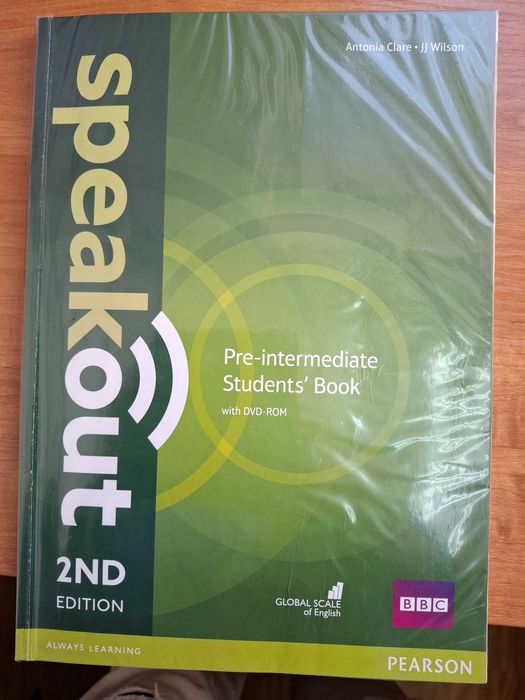 Antonia Clare • JJ Wilson
speakout
Pre-intermediate
Students' Book
with DVD-ROM
2ND
EDITION
GLOBAL SCALE
of English
BBC
ALWAYS LEARNING
PEARSON